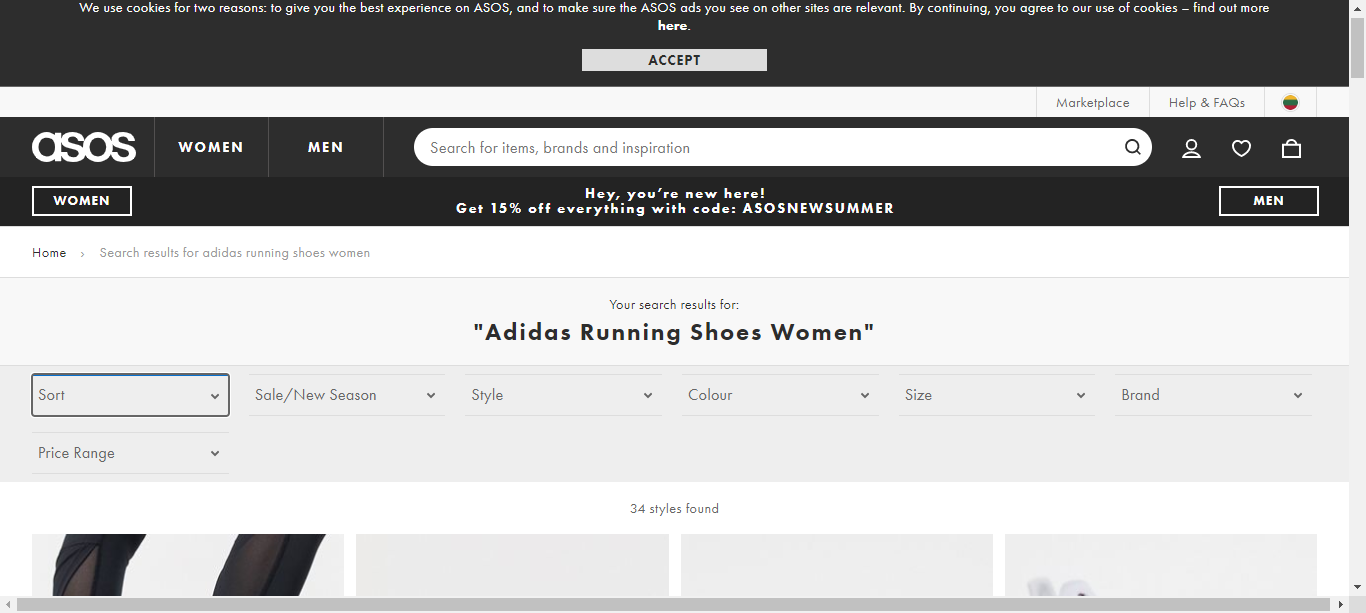 We use cookies for two reasons: to give you the best experience on ASOS, and to make sure the ASOS ads you see on other sites are relevant. By continuing, you agree to our use of cookies – find out more
here.
ACCEPT
Marketplace
Help & FAQs
asos
WOMEN
MEN
Search for items, brands and inspiration
WOMEN
Hey, you’re new here!
Get 15% off everything with code: ASOSNEWSUMMER
MEN
Home › Search results for adidas running shoes women
Your search results for:
"Adidas Running Shoes Women"
Sort
Sale/New Season
Style
Colour
Size
Brand
Price Range
34 styles found